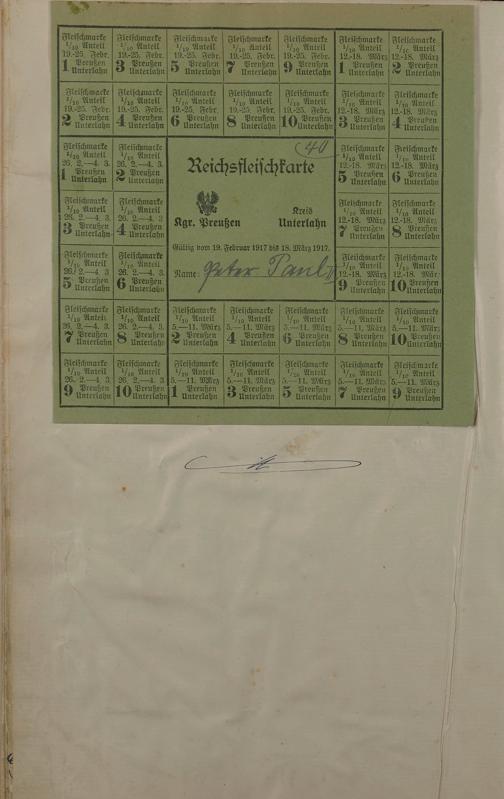 Fleischmarke
1/10 Anteil
19.-25. Febr.
1 Preußen
Unterlahn
Fleischmarke
1/10 Anteil
19.-25. Febr.
3 Preußen
Unterlahn
Fleischmarke
1/10 Anteil
19.-25. Febr.
5 Preußen
Unterlahn
Fleischmarke
1/10 Anteil
19.-25. Febr.
7 Preußen
Unterlahn
Fleischmarke
1/10 Anteil
19.-25. Febr.
9 Preußen
Unterlahn
Fleischmarke
1/10 Anteil
12.-18. März
1 Preußen
Unterlahn
Fleischmarke
1/10 Anteil
12.-18. März
2 Preußen
Unterlahn
Fleischmarke
1/10 Anteil
19.-25. Febr.
2 Preußen
Unterlahn
Fleischmarke
1/10 Anteil
19.-25. Febr.
4 Preußen
Unterlahn
Fleischmarke
1/10 Anteil
19.-25. Febr.
6 Preußen
Unterlahn
Fleischmarke
1/10 Anteil
19.-25. Febr.
8 Preußen
Unterlahn
Fleischmarke
1/10 Anteil
19.-25. Febr.
10 Preußen
Unterlahn
Fleischmarke
1/10 Anteil
12.-18. März
3 Preußen
Unterlahn
Fleischmarke
1/10 Anteil
12.-18. März
4 Preußen
Unterlahn
Fleischmarke
1/10 Anteil
26. 2.—4. 3.
1 Preußen
Unterlahn
Fleischmarke
1/10 Anteil
26. 2.—4. 3.
2 Preußen
Unterlahn
40
Reichsfleischkarte
Kgr. Preußen
Kreis
Unterlahn
Gültig vom 19. Februar 1917 bis 18. März 1917.
Name: Peter Paul II
Fleischmarke
1/10 Anteil
12.-18. März
5 Preußen
Unterlahn
Fleischmarke
1/10 Anteil
12.-18. März
6 Preußen
Unterlahn
Fleischmarke
1/10 Anteil
26. 2.—4. 3.
3 Preußen
Unterlahn
Fleischmarke
1/10 Anteil
26. 2.—4. 3.
4 Preußen
Unterlahn
Fleischmarke
1/10 Anteil
12.-18. März
7 Preußen
Unterlahn
Fleischmarke
1/10 Anteil
12.-18. März
8 Preußen
Unterlahn
Fleischmarke
1/10 Anteil
26. 2.—4. 3.
5 Preußen
Unterlahn
Fleischmarke
1/10 Anteil
26. 2.—4. 3.
6 Preußen
Unterlahn
Fleischmarke
1/10 Anteil
12.-18. März
9 Preußen
Unterlahn
Fleischmarke
1/10 Anteil
12.-18. März
10 Preußen
Unterlahn
Fleischmarke
1/10 Anteil
26. 2.—4. 3.
7 Preußen
Unterlahn
Fleischmarke
1/10 Anteil
26. 2.—4. 3.
8 Preußen
Unterlahn
Fleischmarke
1/10 Anteil
5.—11. März
2 Preußen
Unterlahn
Fleischmarke
1/10 Anteil
5.—11. März
4 Preußen
Unterlahn
Fleischmarke
1/10 Anteil
5.—11. März
6 Preußen
Unterlahn
Fleischmarke
1/10 Anteil
5.—11. März
8 Preußen
Unterlahn
Fleischmarke
1/10 Anteil
5.—11. März
10 Preußen
Unterlahn
Fleischmarke
1/10 Anteil
26. 2.—4. 3
9 Preußen
Unterlahn
Fleischmarke
1/10 Anteil
26. 2.—4. 3
10 Preußen
Unterlahn
Fleischmarke
1/10 Anteil
5.—11. März
1 Preußen
Unterlahn
Fleischmarke
1/10 Anteil
5.—11. März
3 Preußen
Unterlahn
Fleischmarke
1/10 Anteil
5.—11. März
5 Preußen
Unterlahn
Fleischmarke
1/10 Anteil
5.—11. März
7 Preußen
Unterlahn
Fleischmarke
1/10 Anteil
5.—11. März
9 Preußen
Unterlahn